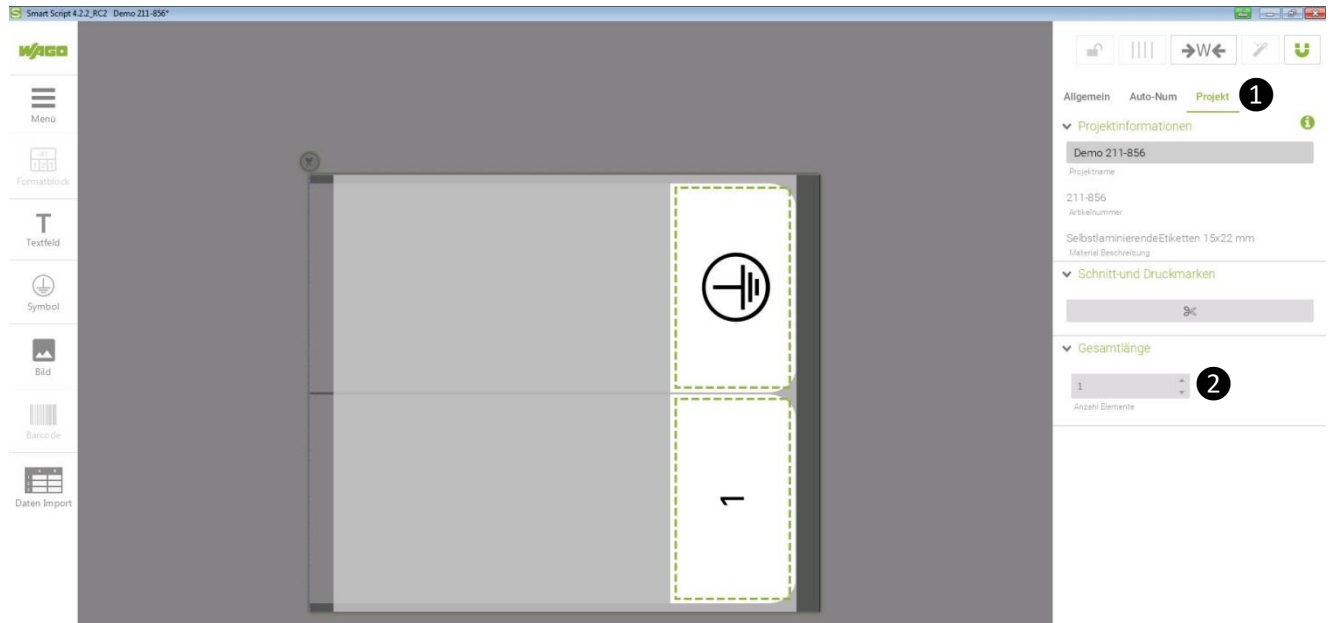 Smart Script 4.2.2_RC2 Demo 211-856*
WAGO
Menü
Formatblock
Textfeld
Symbol
Bild
Barcode
Daten Import
1
→W←
Allgemein Auto-Num Projekt 1
Projektinformationen
Demo 211-856
Projektname
211-856
Artikelnummer
SelbstlaminierendeEtiketten 15x22 mm
Material Beschreibung
Schnitt-und Druckmarken
Gesamtlänge
1 2
Anzahl Elemente